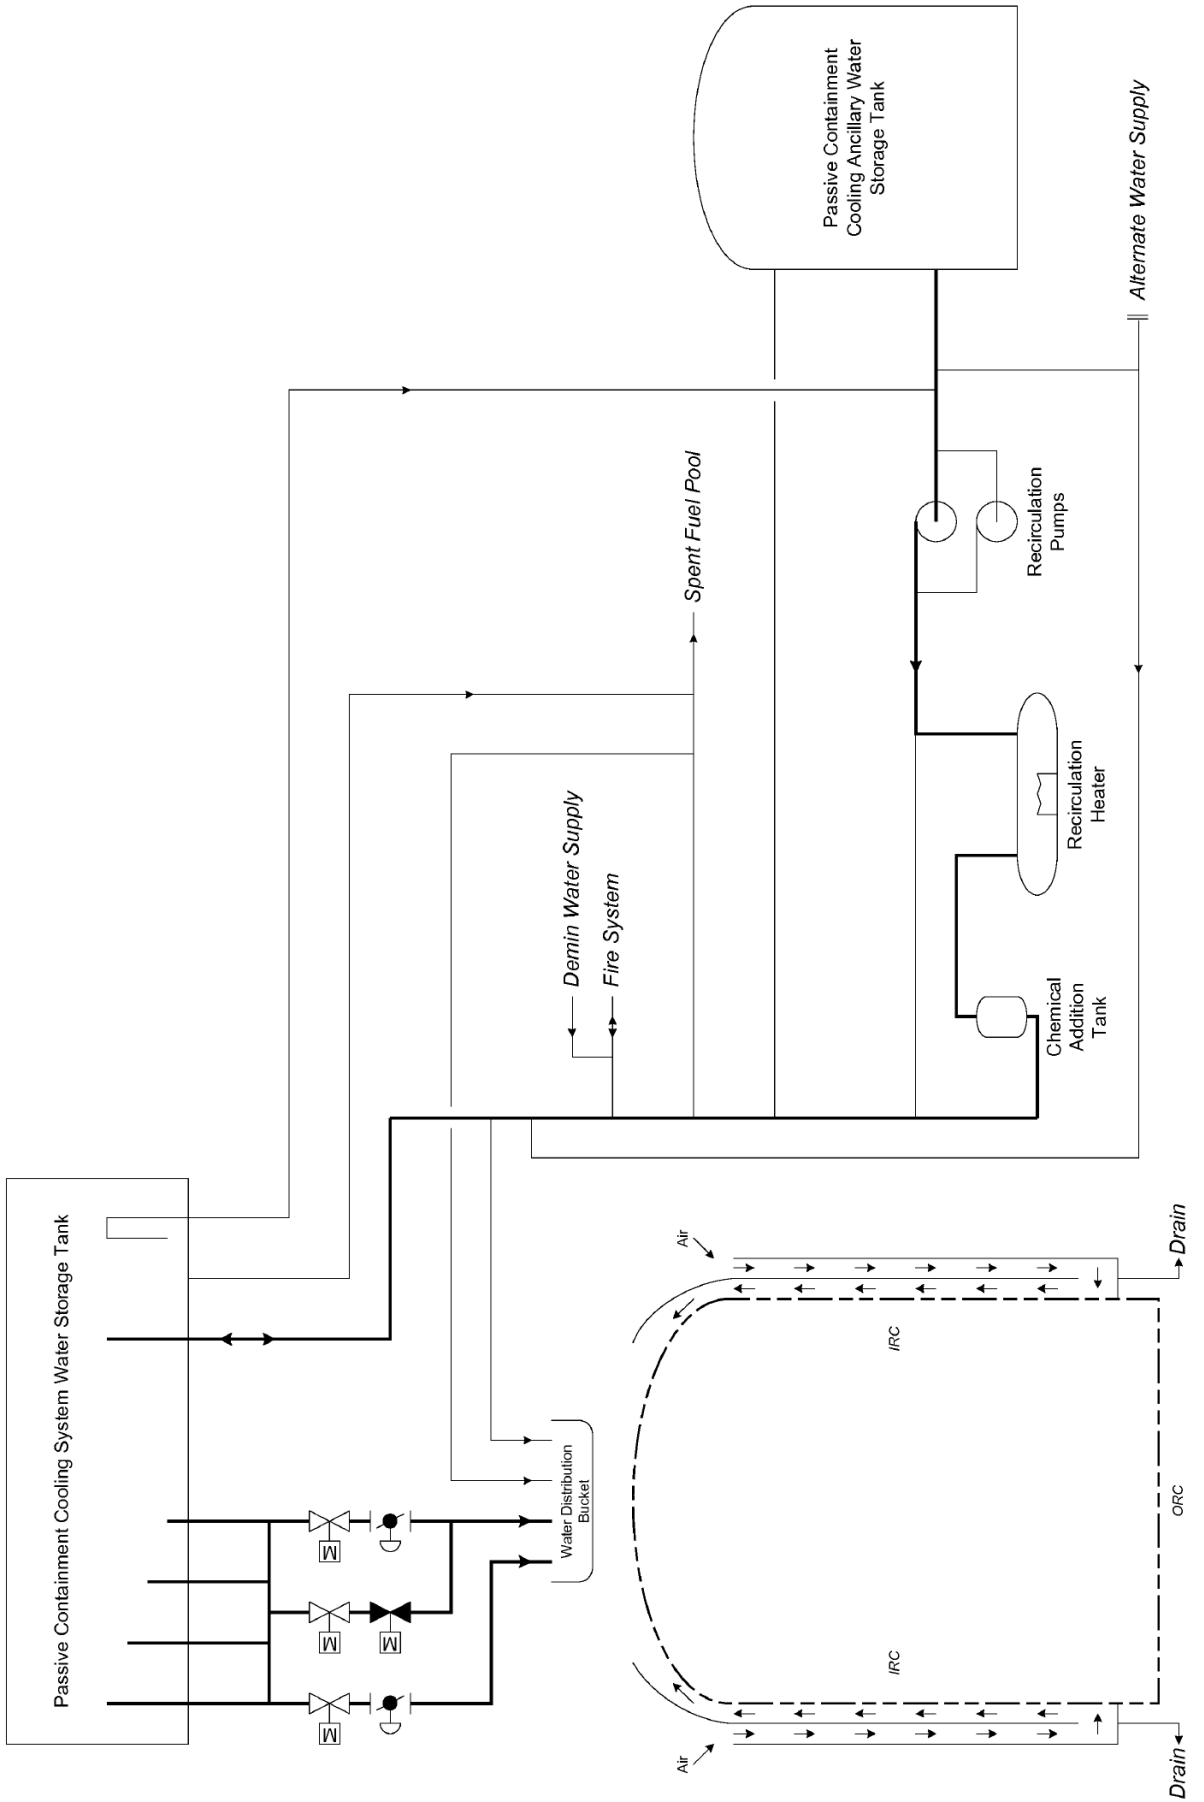 Passive Containment Cooling System Water Storage Tank
M
M
M
M
Water Distribution
Bucket
Demin Water Supply
Fire System
Spent Fuel Pool
Passive Containment
Cooling Ancillary Water
Storage Tank
Alternate Water Supply
Recirculation
Pumps
Recirculation
Heater
Chemical
Addition
Tank
Air
Air
IRC
IRC
ORC
Drain
Drain